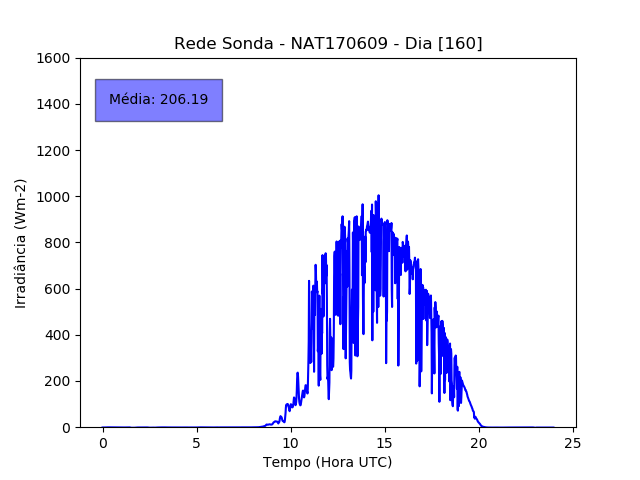 Rede Sonda - NAT170609 - Dia [160]
1600
1400
1200
1000
800
600
400
200
0
Irradiância (Wm-2)
Média: 206.19
0 5 10 15 20 25
Tempo (Hora UTC)